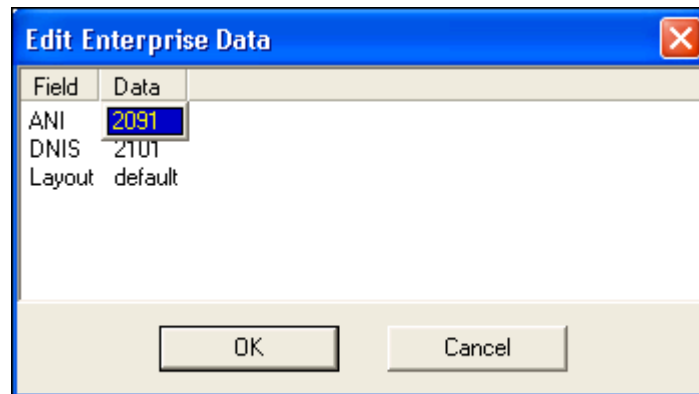 Edit Enterprise Data
Field Data
ANI 2091
DNIS 2101
Layout default
OK Cancel